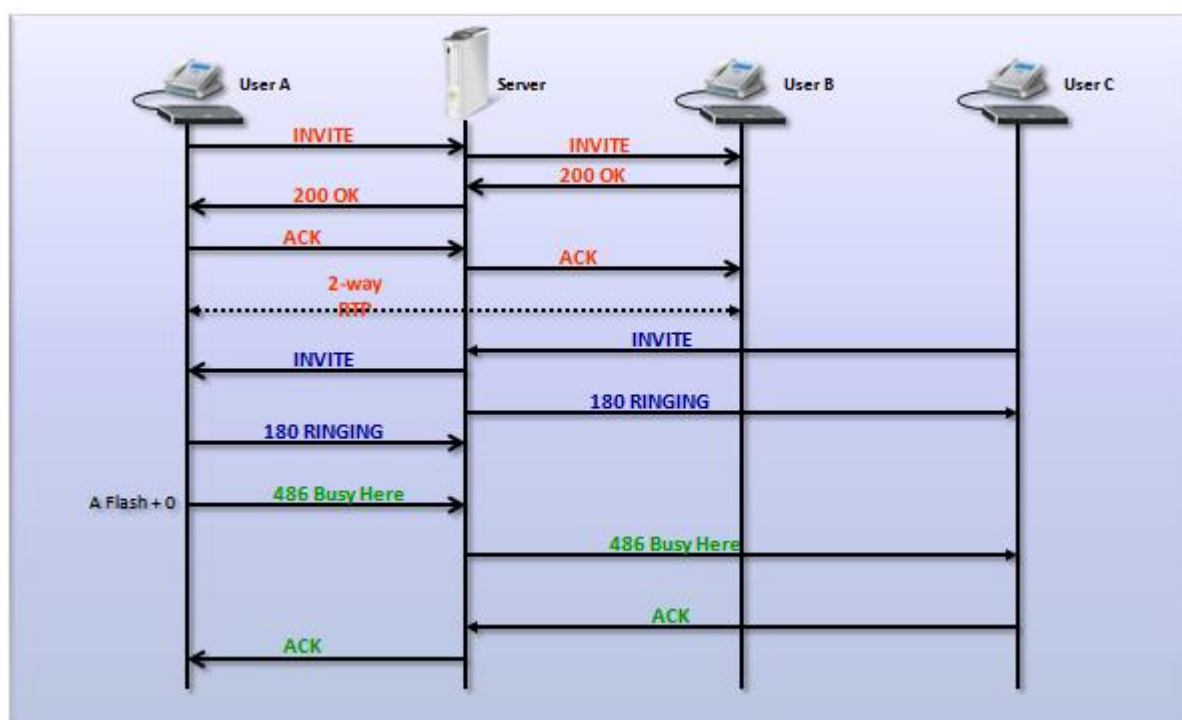 User A
Server
User B
User C
INVITE
INVITE
200 OK
200 OK
ACK
ACK
2-way
RTP
INVITE
INVITE
180 RINGING
180 RINGING
A Flash + 0
486 Busy Here
486 Busy Here
ACK
ACK